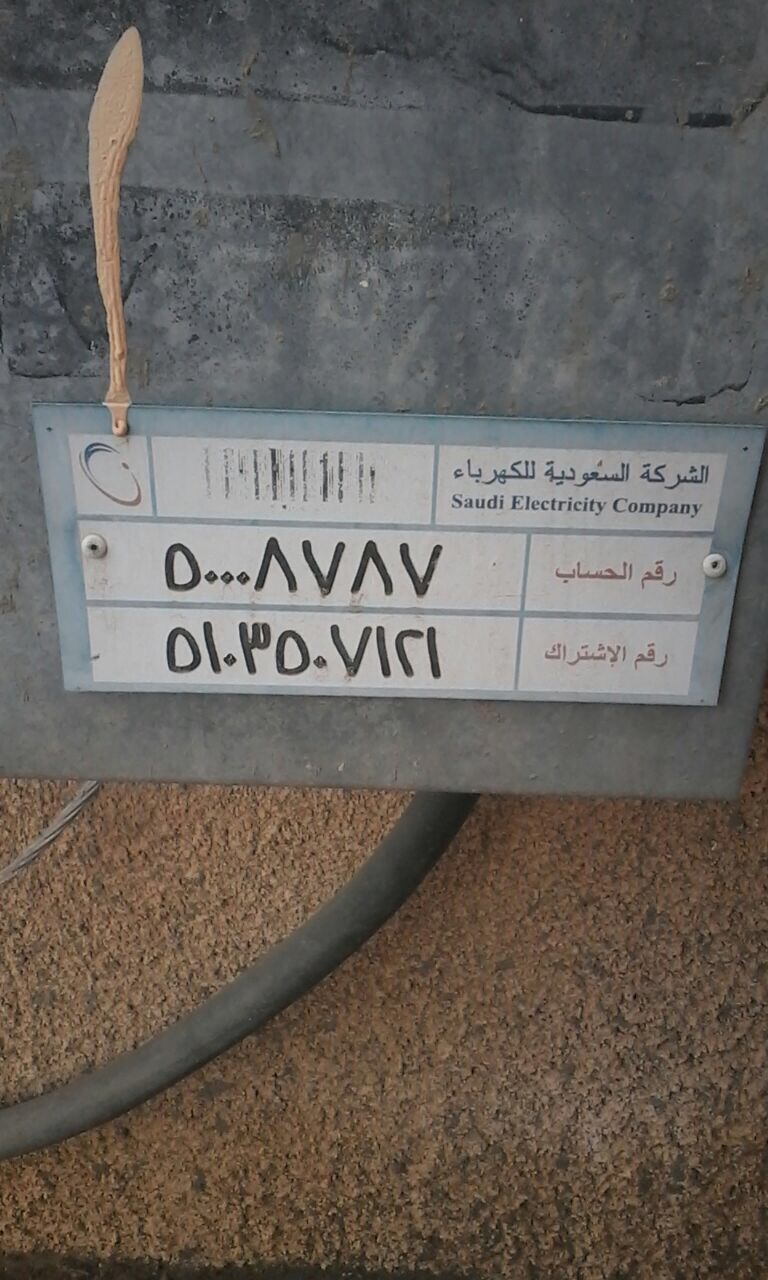 الشركة السعودية للكهرباء
Saudi Electricity Company
رقم الحساب ٥٠٠٠٨٧٨٧
رقم الإشتراك ٥١٠٣٥٠٧١٢١